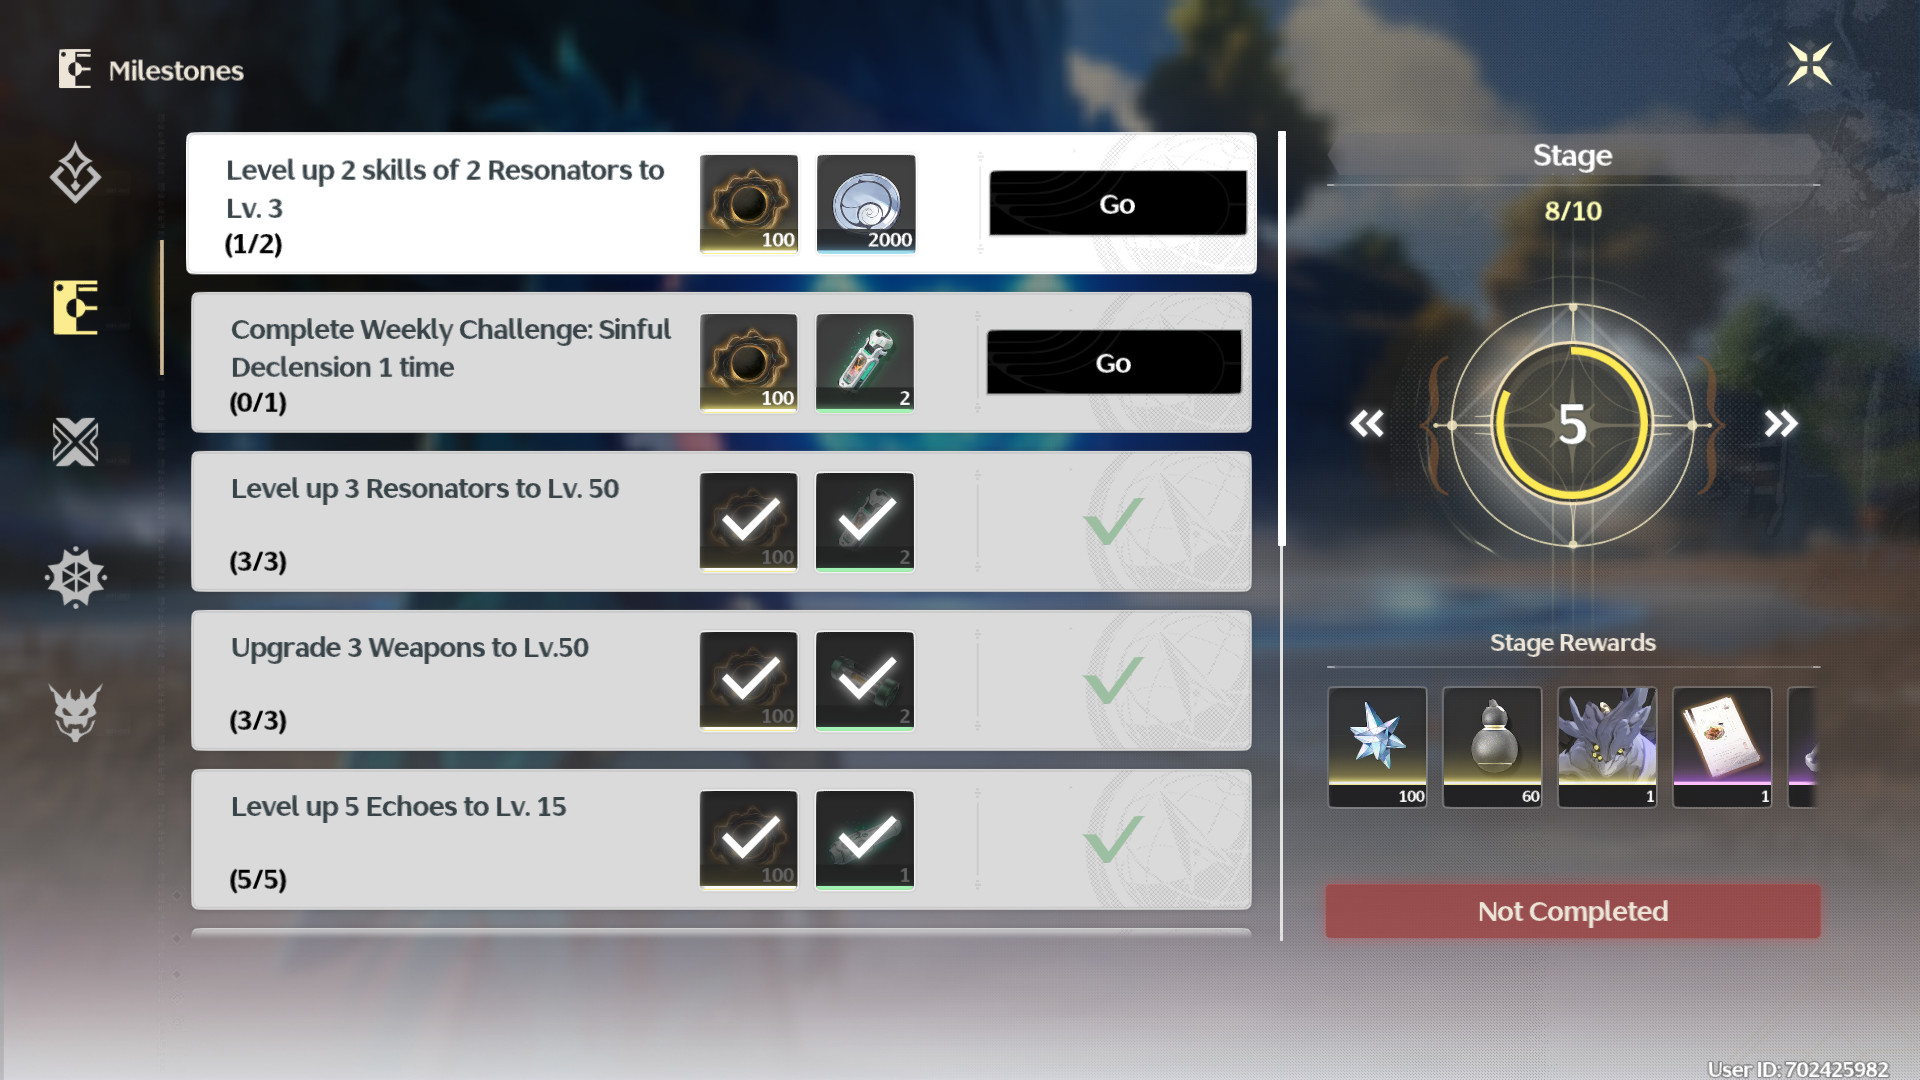 Milestones
Level up 2 skills of 2 Resonators to
Lv. 3
(1/2)
100
2000
Go
Complete Weekly Challenge: Sinful
Declension 1 time
(0/1)
100
2
Go
Level up 3 Resonators to Lv. 50
(3/3)
100
2
Upgrade 3 Weapons to Lv.50
(3/3)
100
2
Level up 5 Echoes to Lv. 15
(5/5)
100
1
Stage
8/10
5
Stage Rewards
100
60
1
1
Not Completed
User ID: 702425982